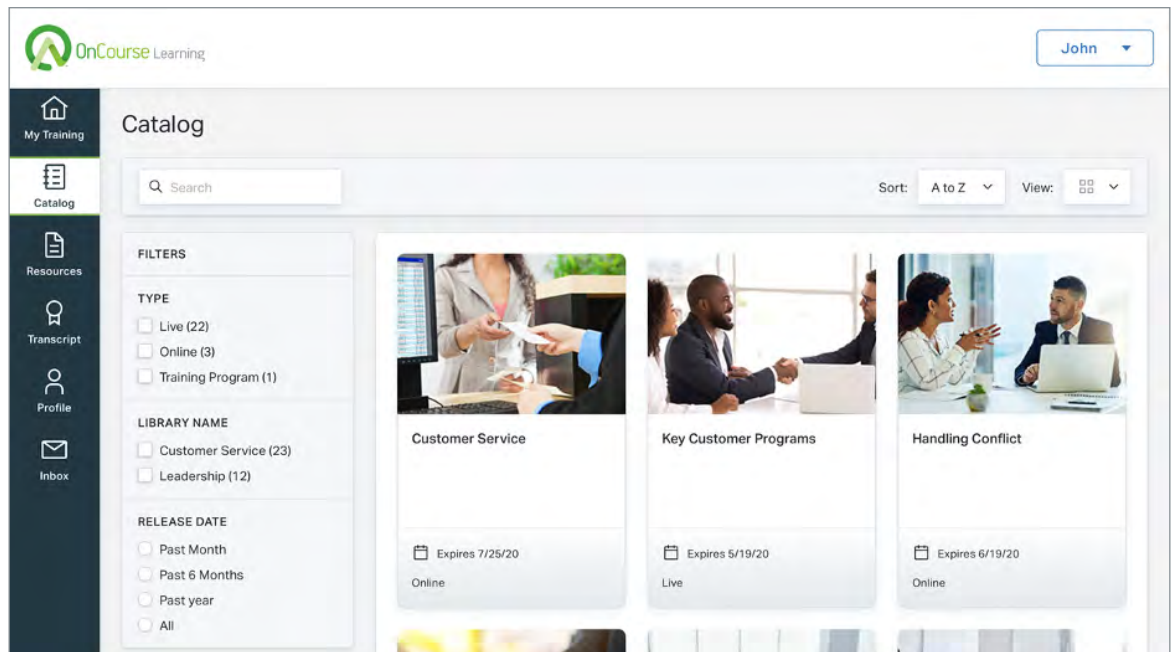 OnCourse Learning
John
My Training
Catalog
Resources
Transcript
Profile
Inbox
Catalog
Search
Sort: A to Z View:
FILTERS
TYPE
Live (22)
Online (3)
Training Program (1)
LIBRARY NAME
Customer Service (23)
Leadership (12)
RELEASE DATE
Past Month
Past 6 Months
Past year
All
Customer Service
Expires 7/25/20
Online
Key Customer Programs
Expires 5/19/20
Live
Handling Conflict
Expires 6/19/20
Online